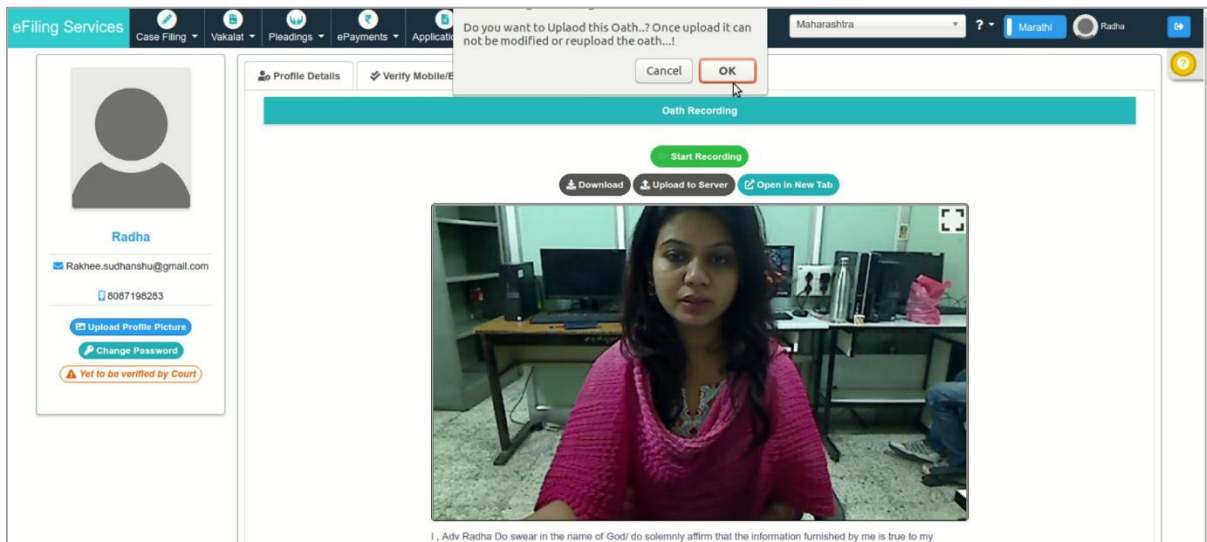 eFiling Services
Case Filing
Vakalat
Pleadings
ePayments
Maharashtra
?
Marathi
Radha
Do you want to Uplaod this Oath..? Once upload it can
not be modified or reupload the oath...!
Cancel
OK
?
Profile Details
Verify Mobile/E
Oath Recording
Start Recording
Download
Upload to Server
Open in New Tab
Radha
Rakhee.sudhanshu@gmail.com
8087198283
Upload Profile Picture
Change Password
Yet to be verified by Court
I , Adv Radha Do swear in the name of God/ do solemnly affirm that the information furnished by me is true to my